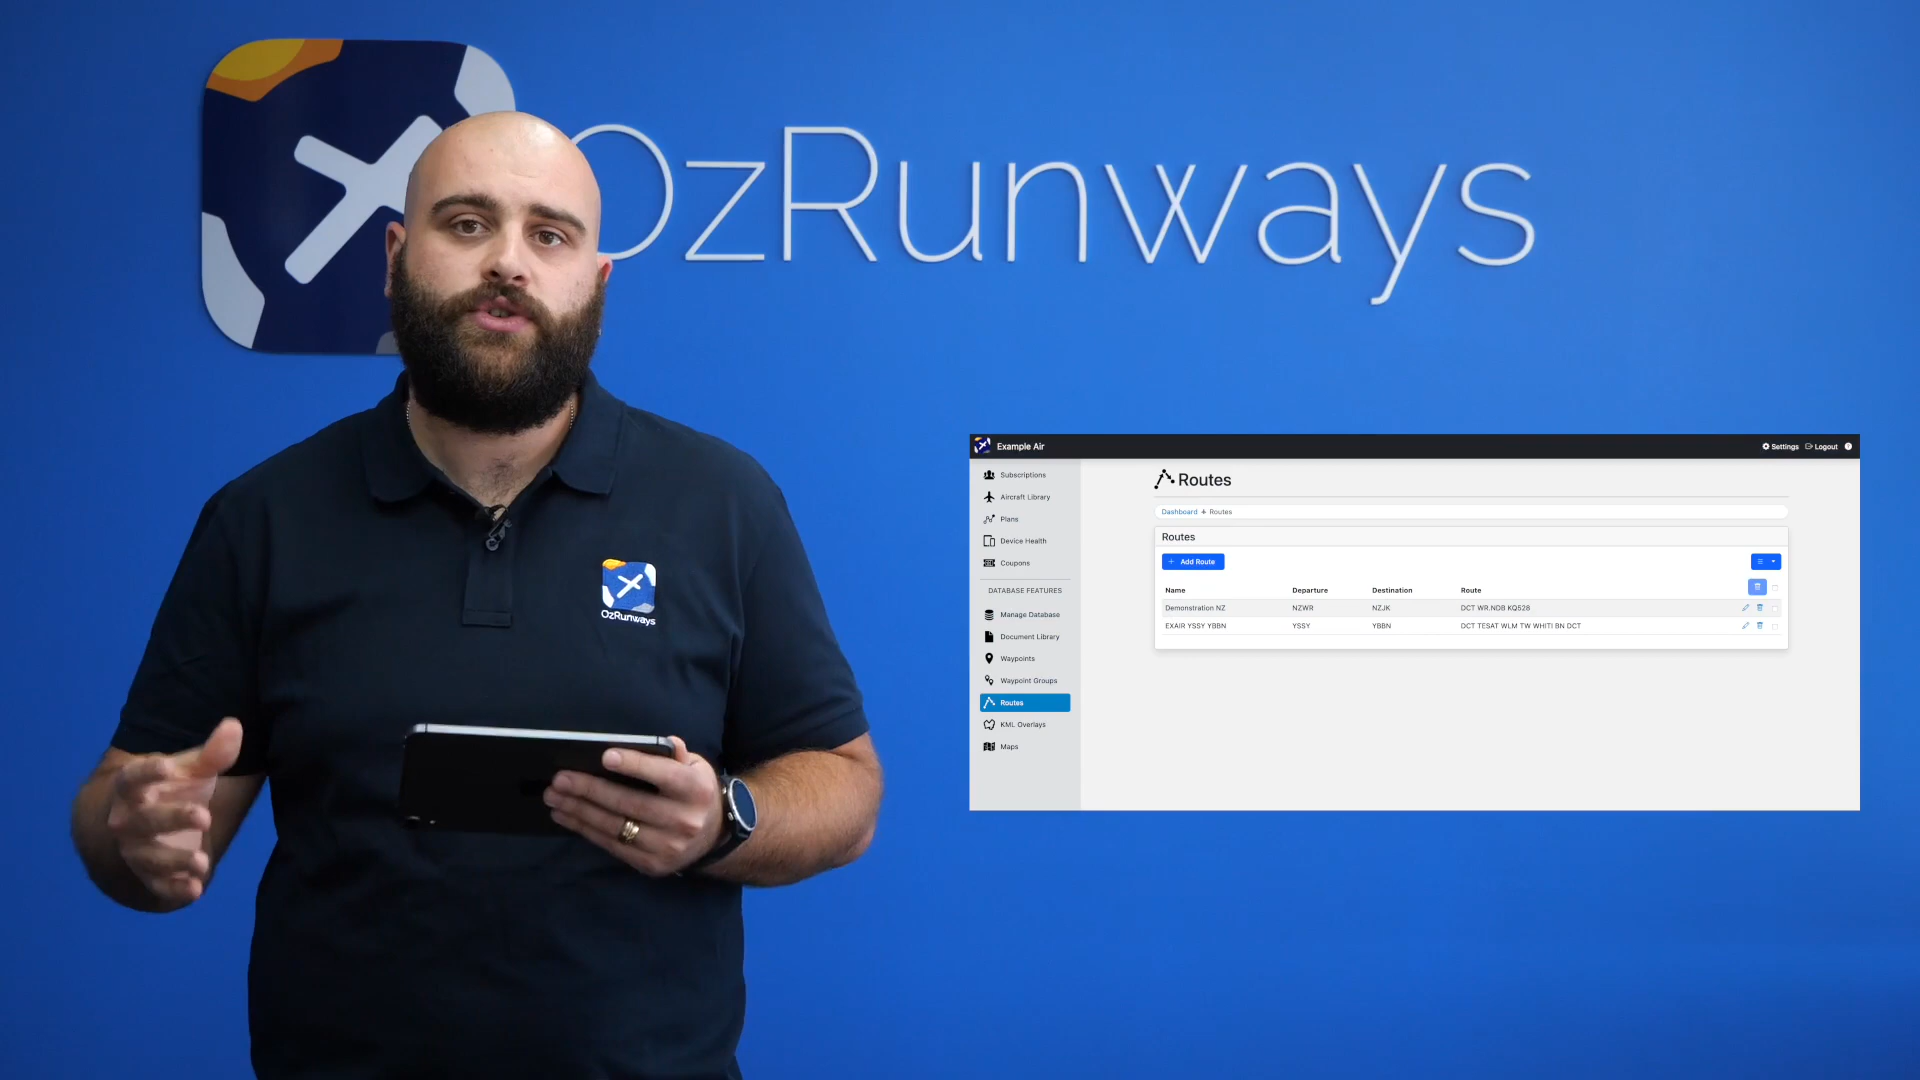 OzRunways
OzRunways
Example Air
Settings Logout ?
Subscriptions
Aircraft Library
Plans
Device Health
Coupons
DATABASE FEATURES
Manage Database
Document Library
Waypoints
Waypoint Groups
Routes
KML Overlays
Maps
Routes
Dashboard + Routes
Routes
+ Add Route
Name Departure Destination Route
Demonstration NZ NZWR NZJK DCT WR.NDB KQ528
EXAIR YSSY YBBN YSSY YBBN DCT TESAT WLM TW WHITI BN DCT